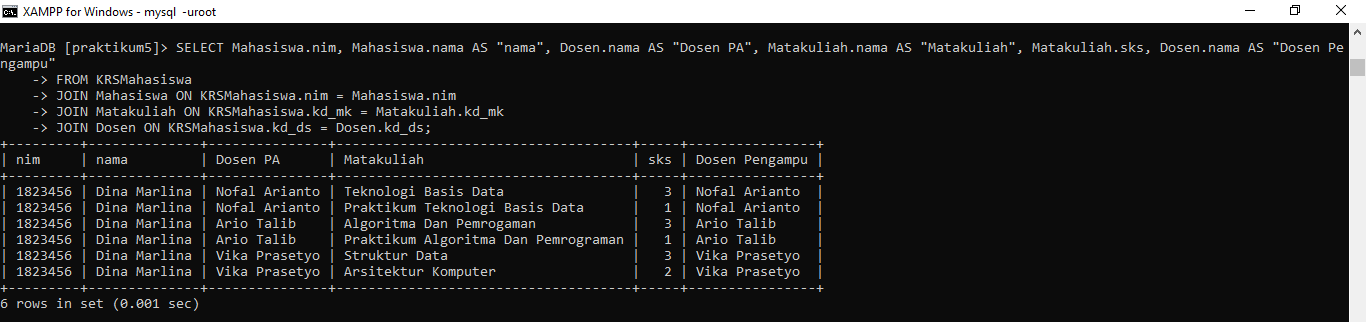 XAMPP for Windows - mysql -uroot
MariaDB [praktikum5]> SELECT Mahasiswa.nim, Mahasiswa.nama AS "nama", Dosen.nama AS "Dosen PA", Matakuliah.nama AS "Matakuliah", Matakuliah.sks, Dosen.nama AS "Dosen Pe
ngampu"
    -> FROM KRSMahasiswa
    -> JOIN Mahasiswa ON KRSMahasiswa.nim = Mahasiswa.nim
    -> JOIN Matakuliah ON KRSMahasiswa.kd_mk = Matakuliah.kd_mk
    -> JOIN Dosen ON KRSMahasiswa.kd_ds = Dosen.kd_ds;
+---------+--------------+---------------+-------------------------------------+-----+----------------+
| nim     | nama         | Dosen PA      | Matakuliah                          | sks | Dosen Pengampu |
+---------+--------------+---------------+-------------------------------------+-----+----------------+
| 1823456 | Dina Marlina | Nofal Arianto | Teknologi Basis Data                |   3 | Nofal Arianto  |
| 1823456 | Dina Marlina | Nofal Arianto | Praktikum Teknologi Basis Data      |   1 | Nofal Arianto  |
| 1823456 | Dina Marlina | Ario Talib    | Algoritma Dan Pemrogaman            |   3 | Ario Talib     |
| 1823456 | Dina Marlina | Ario Talib    | Praktikum Algoritma Dan Pemrograman |   1 | Ario Talib     |
| 1823456 | Dina Marlina | Vika Prasetyo | Struktur Data                       |   3 | Vika Prasetyo  |
| 1823456 | Dina Marlina | Vika Prasetyo | Arsitektur Komputer                 |   2 | Vika Prasetyo  |
+---------+--------------+---------------+-------------------------------------+-----+----------------+
6 rows in set (0.001 sec)